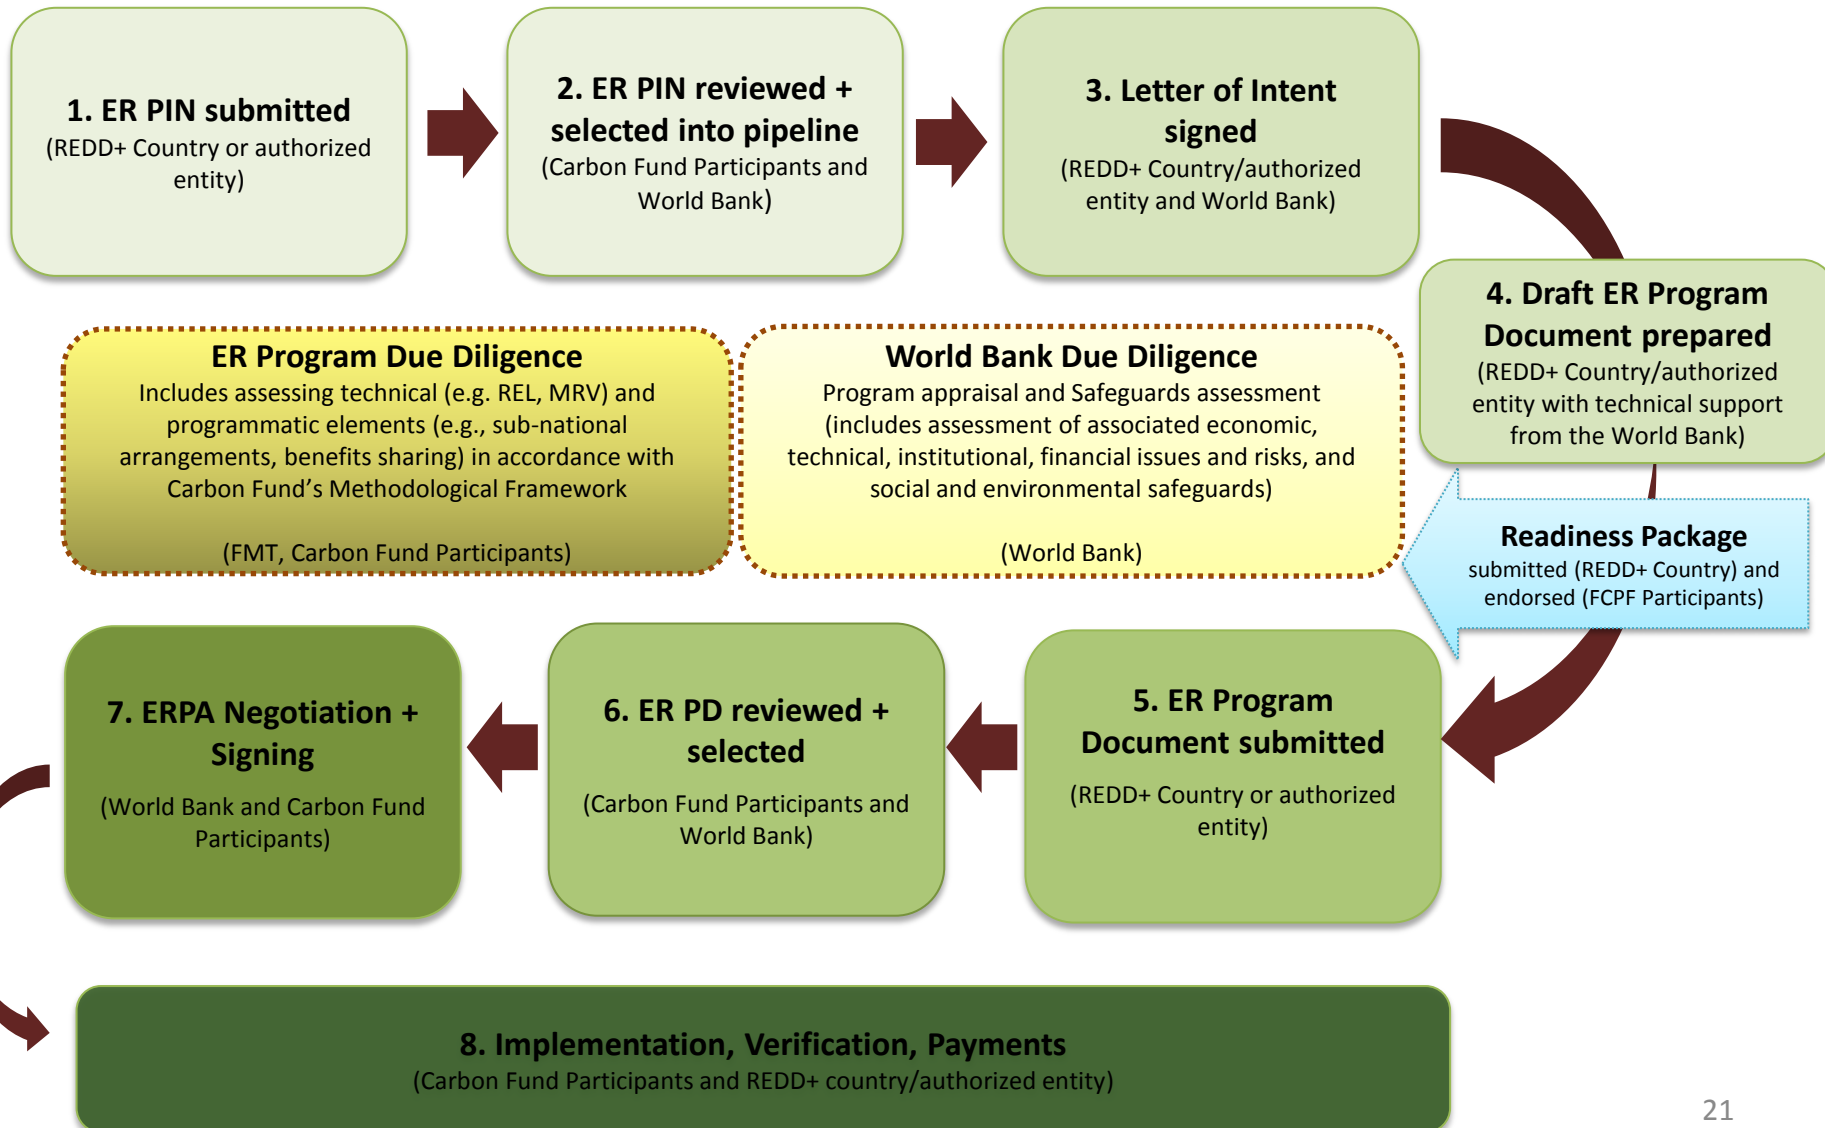 1. ER PIN submitted
(REDD+ Country or authorized
entity)
2. ER PIN reviewed +
selected into pipeline
(Carbon Fund Participants and
World Bank)
3. Letter of Intent
signed
(REDD+ Country/authorized
entity and World Bank)
4. Draft ER Program
Document prepared
(REDD+ Country/authorized
entity with technical support
from the World Bank)
ER Program Due Diligence
Includes assessing technical (e.g. REL, MRV) and
programmatic elements (e.g., sub-national
arrangements, benefits sharing) in accordance with
Carbon Fund’s Methodological Framework
(FMT, Carbon Fund Participants)
World Bank Due Diligence
Program appraisal and Safeguards assessment
(includes assessment of associated economic,
technical, institutional, financial issues and risks, and
social and environmental safeguards)
(World Bank)
Readiness Package
submitted (REDD+ Country) and
endorsed (FCPF Participants)
5. ER Program
Document submitted
(REDD+ Country or authorized
entity)
6. ER PD reviewed +
selected
(Carbon Fund Participants and
World Bank)
7. ERPA Negotiation +
Signing
(World Bank and Carbon Fund
Participants)
8. Implementation, Verification, Payments
(Carbon Fund Participants and REDD+ country/authorized entity)
21